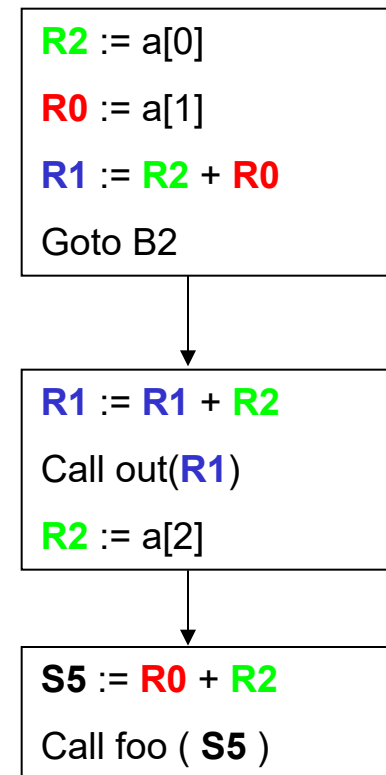 R2 := a[0]
R0 := a[1]
R1 := R2 + R0
Goto B2
R1 := R1 + R2
Call out(R1)
R2 := a[2]
S5 := R0 + R2
Call foo ( S5 )